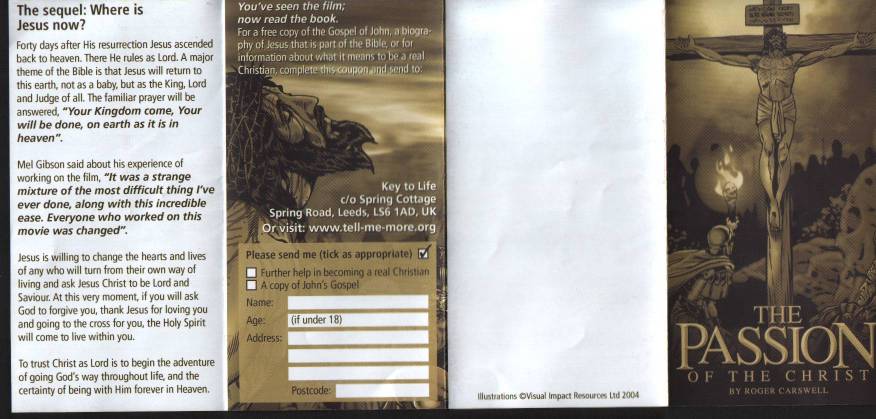 The sequel: Where is
Jesus now?
Forty days after His resurrection Jesus ascended
back to heaven. There He rules as Lord. A major
theme of the Bible is that Jesus will return to
this earth, not as a baby, but as the King, Lord
and Judge of all. The familiar prayer will be
answered, "Your Kingdom come, Your
will be done, on earth as it is in
heaven".
Mel Gibson said about his experience of
working on the film, "It was a strange
mixture of the most difficult thing I've
ever done, along with this incredible
ease. Everyone who worked on this
movie was changed".
Jesus is willing to change the hearts and lives
of any who will turn from their own way of
living and ask Jesus Christ to be Lord and
Saviour. At this very moment, if you will ask
God to forgive you, thank Jesus for loving you
and going to the cross for you, the Holy Spirit
will come to live within you.
To trust Christ as Lord is to begin the adventure
of going God's way throughout life, and the
certainty of being with Him forever in Heaven.
You've seen the film;
now read the book.
For a free copy of the Gospel of John, a biogra-
phy of Jesus that is part of the Bible, or for
information about what it means to be a real
Christian, complete this coupon and send to:
Key to Life
c/o Spring Cottage
Spring Road, Leeds, LS6 1AD, UK
Or visit: www.tell-me-more.org
Please send me (tick as appropriate)
Further help in becoming a real Christian
A copy of John's Gospel
Name:
Age: (if under 18)
Address:
Postcode:
Illustrations ©Visual Impact Resources Ltd 2004
THE
PASSION
OF THE CHRIST
BY ROGER CARSWELL